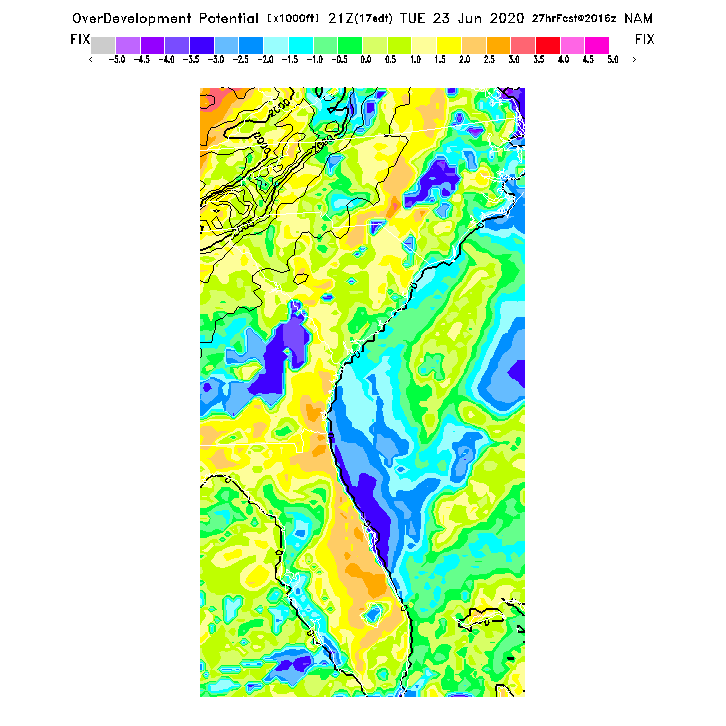 OverDevelopment Potential [x1000ft] 21Z(17edt) TUE 23 Jun 2020 27hrFcst@2016z NAM
FIX FIX
< -5.0 -4.5 -4.0 -3.5 -3.0 -2.5 -2.0 -1.5 -1.0 -0.5 0.0 0.5 1.0 1.5 2.0 2.5 3.0 3.5 4.0 4.5 5.0 >
2000
2000